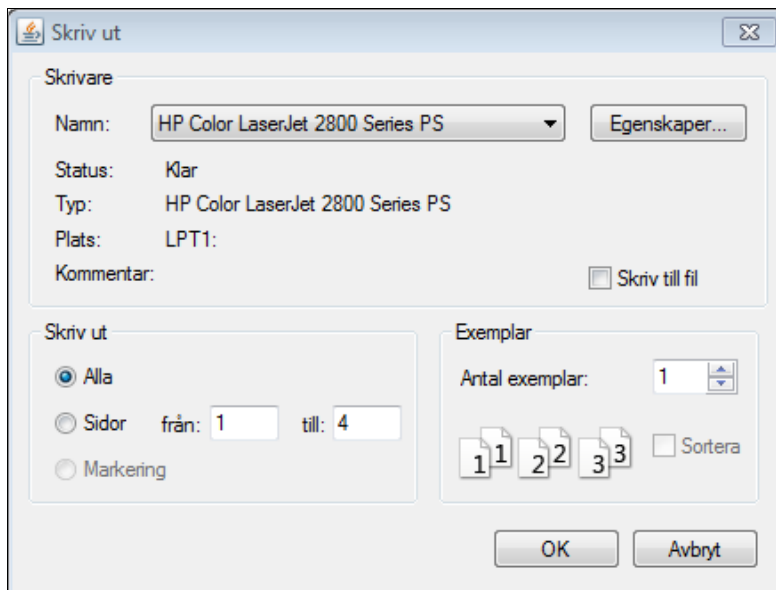 Skriv ut
Skrivare
Namn: HP Color LaserJet 2800 Series PS Egenskaper...
Status: Klar
Typ: HP Color LaserJet 2800 Series PS
Plats: LPT1:
Kommentar: Skriv till fil
Skriv ut
Alla
Sidor från: 1 till: 4
Markering
Exemplar
Antal exemplar: 1
1 1 2 2 3 3 Sortera
OK Avbryt